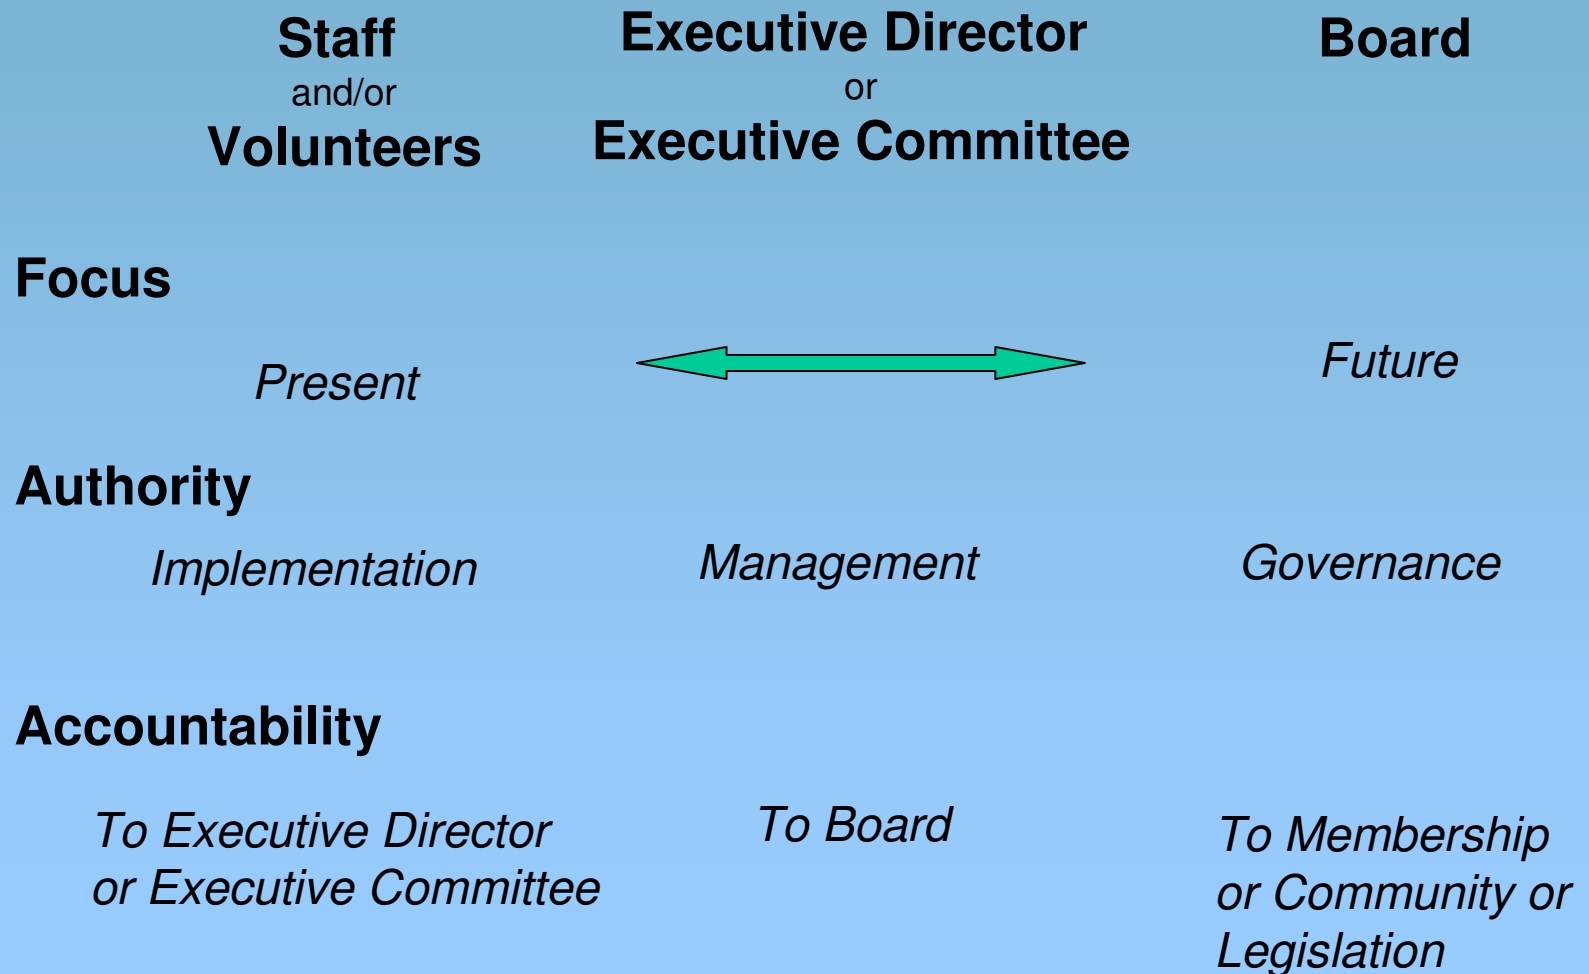 Staff
and/or
Volunteers
Executive Director
or
Executive Committee
Board
Focus
Present
Future
Authority
Implementation
Management
Governance
Accountability
To Executive Director
or Executive Committee
To Board
To Membership
or Community or
Legislation